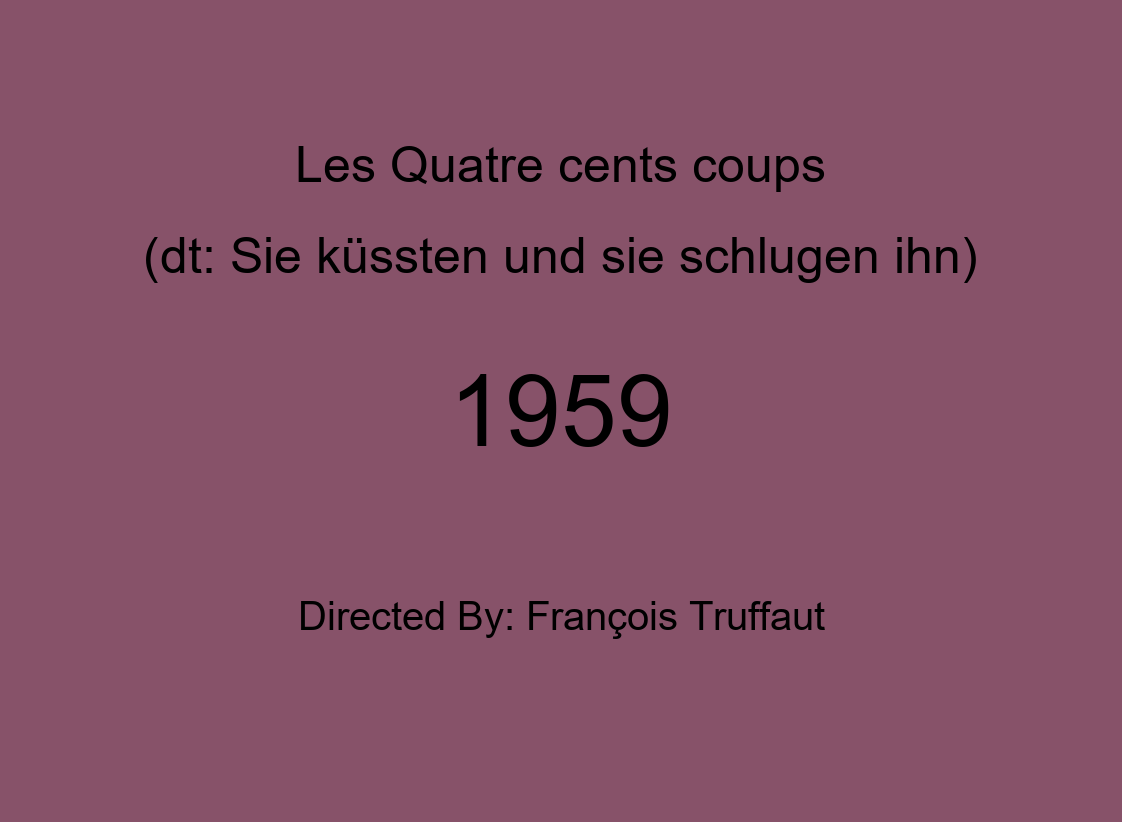 Les Quatre cents coups
(dt: Sie küssten und sie schlugen ihn)
1959
Directed By: François Truffaut